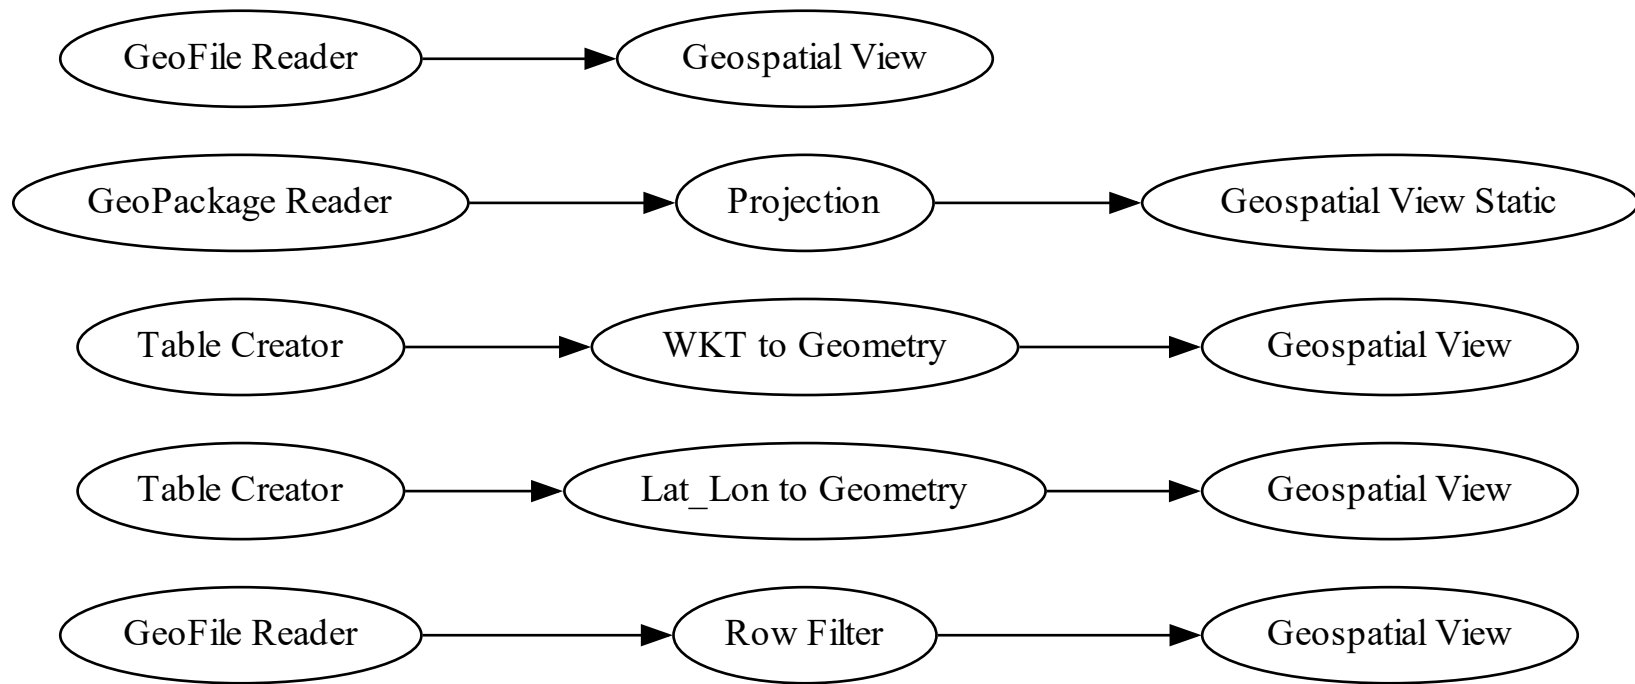 GeoFile Reader
Geospatial View
GeoPackage Reader
Projection
Geospatial View Static
Table Creator
WKT to Geometry
Geospatial View
Table Creator
Lat_Lon to Geometry
Geospatial View
GeoFile Reader
Row Filter
Geospatial View